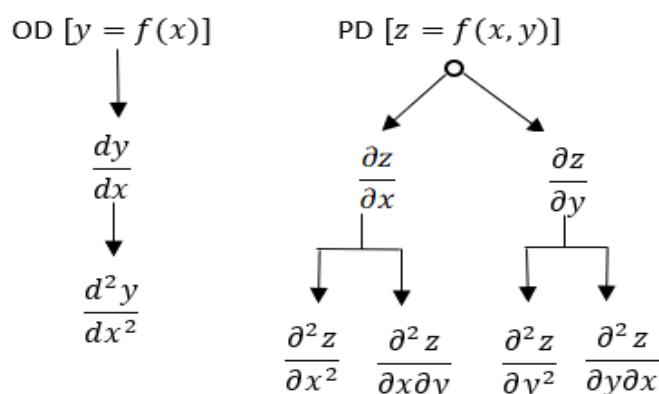 OD [y = f(x)] PD [z = f(x, y)]
dy/dx ∂z/∂x ∂z/∂y
d²y/dx² ∂²z/∂x² ∂²z/∂x∂y ∂²z/∂y² ∂²z/∂y∂x